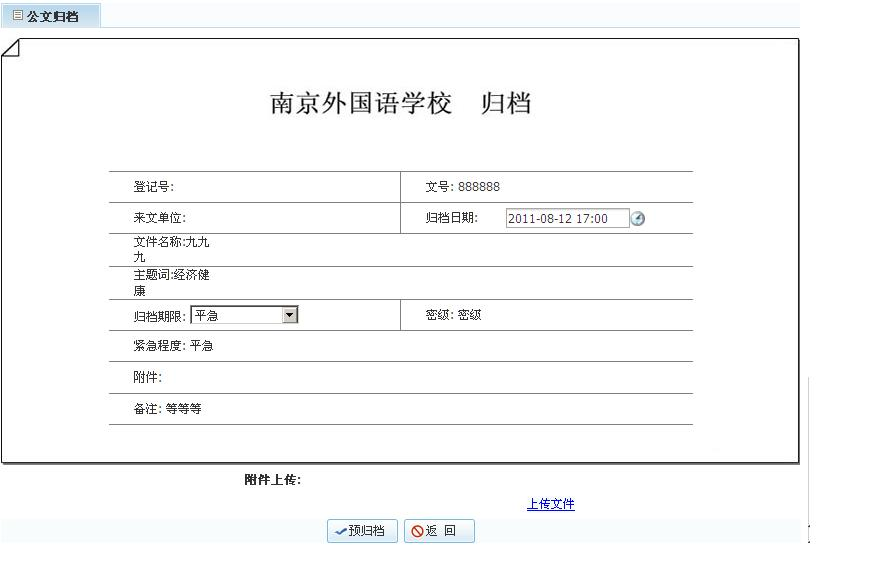 公文归档
南京外国语学校 归档
登记号: 文号: 888888
来文单位: 归档日期: 2011-08-12 17:00
文件名称:九九
九
主题词:经济健
康
归档期限: 平急 密级: 密级
紧急程度: 平急
附件:
备注: 等等等
附件上传:
上传文件
预归档 返 回